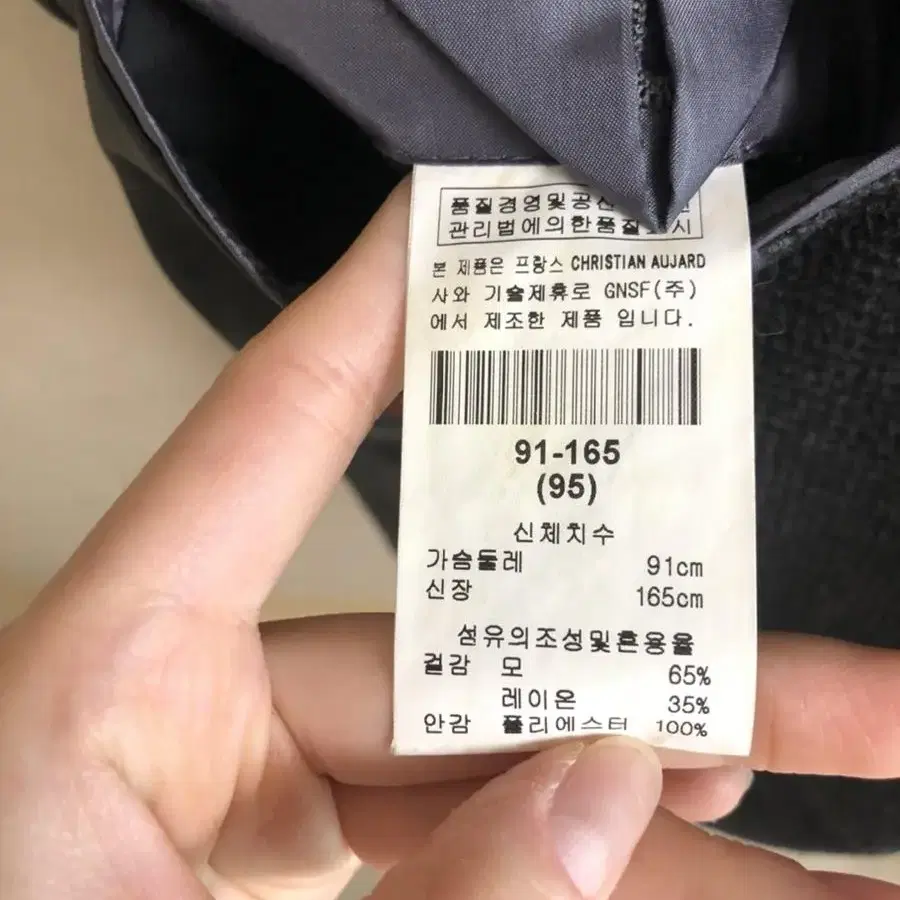 품질경영및공산
관리법에의한품질표시
본 제품은 프랑스 CHRISTIAN AUJARD
사와 기술제휴로 GNSF(주)
에서 제조한 제품 입니다.
91-165
(95)
신체치수
가슴둘레 91cm
신장 165cm
섬유의조성및혼용율
겉감 모 65%
레이온 35%
안감 폴리에스터 100%